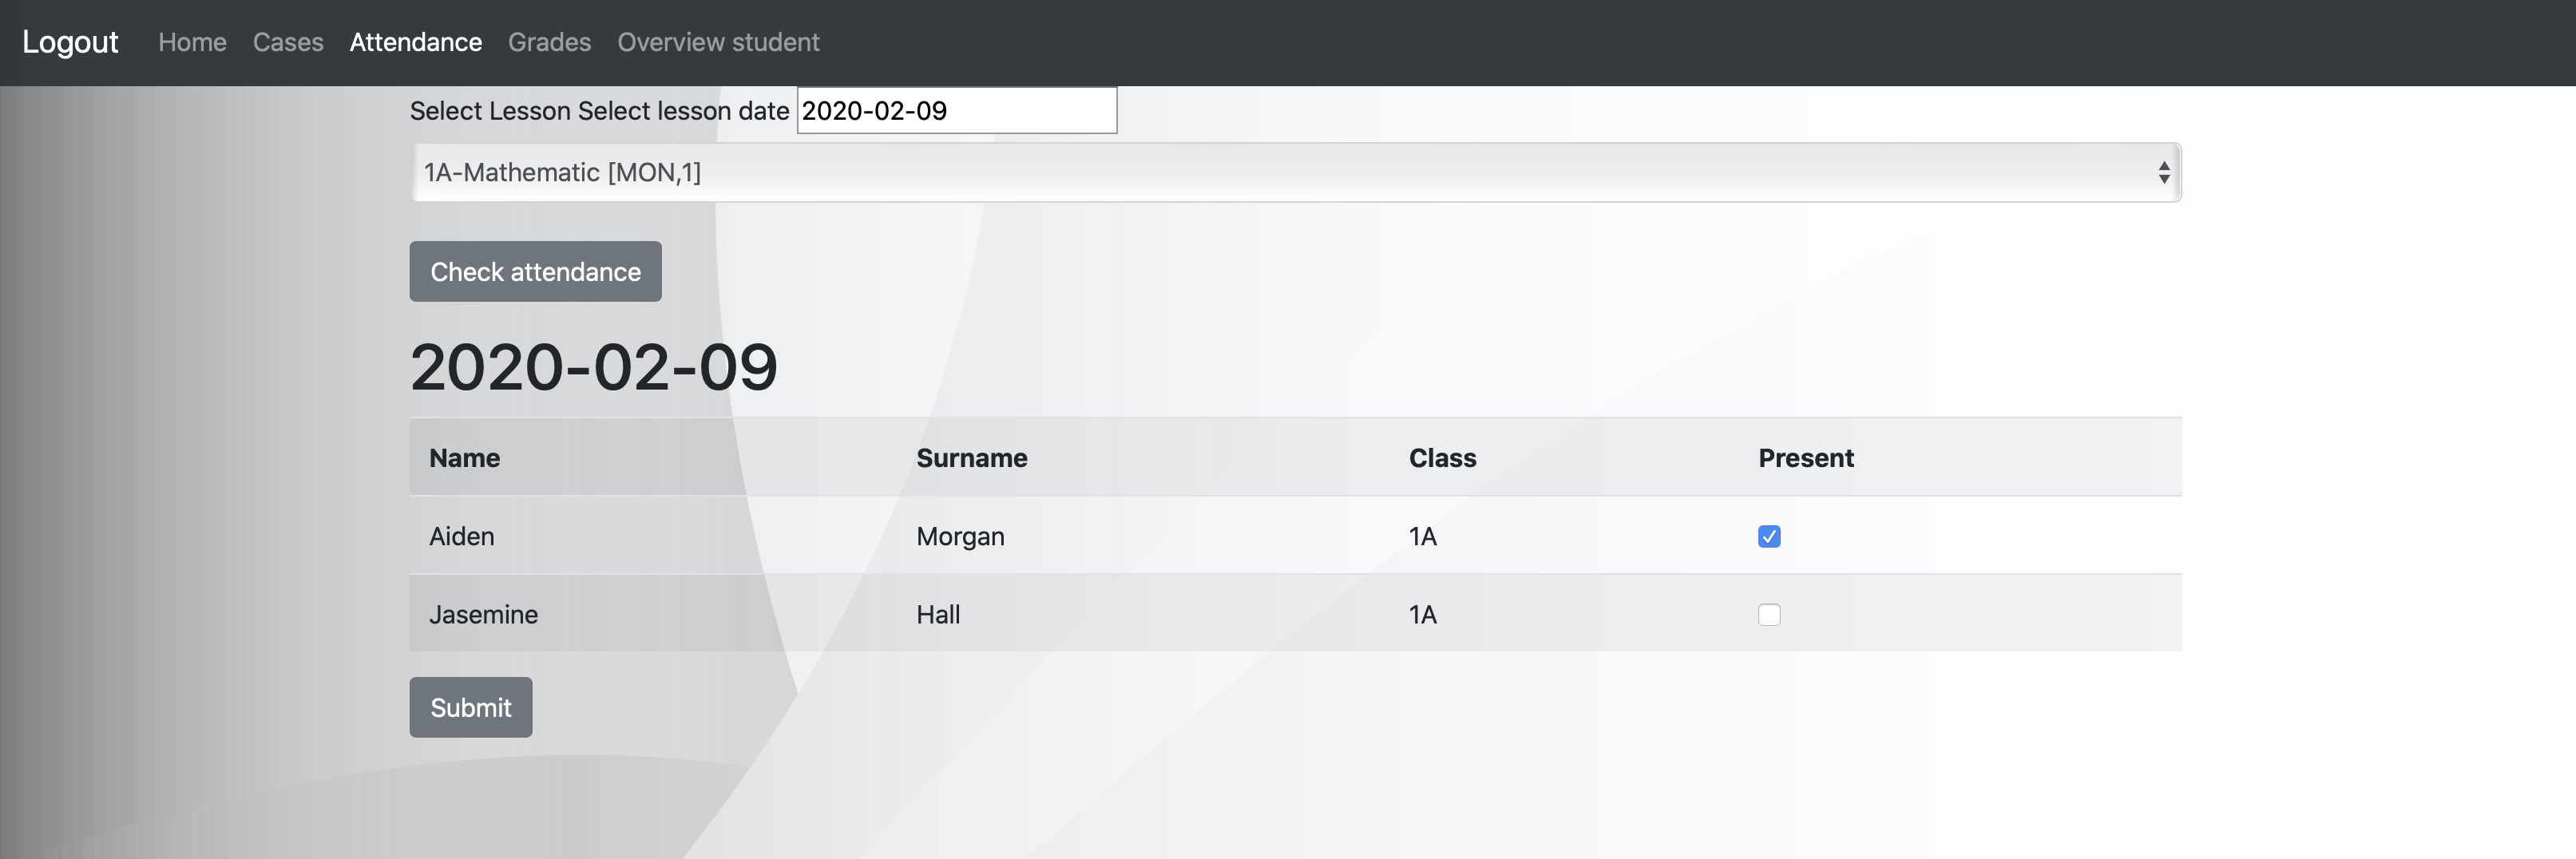 Logout Home Cases Attendance Grades Overview student
Select Lesson Select lesson date 2020-02-09
1A-Mathematic [MON,1]
Check attendance
2020-02-09
Name Surname Class Present
Aiden Morgan 1A
Jasemine Hall 1A
Submit